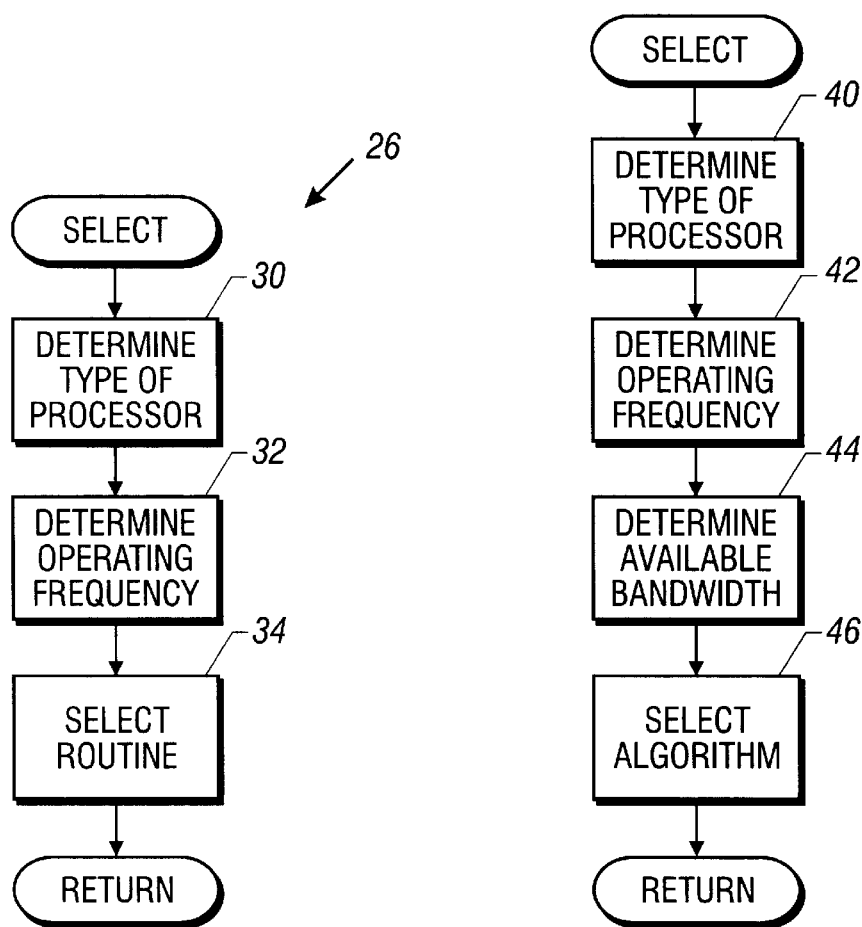 26
SELECT
30
DETERMINE
TYPE OF
PROCESSOR
32
DETERMINE
OPERATING
FREQUENCY
34
SELECT
ROUTINE
RETURN
SELECT
40
DETERMINE
TYPE OF
PROCESSOR
42
DETERMINE
OPERATING
FREQUENCY
44
DETERMINE
AVAILABLE
BANDWIDTH
46
SELECT
ALGORITHM
RETURN